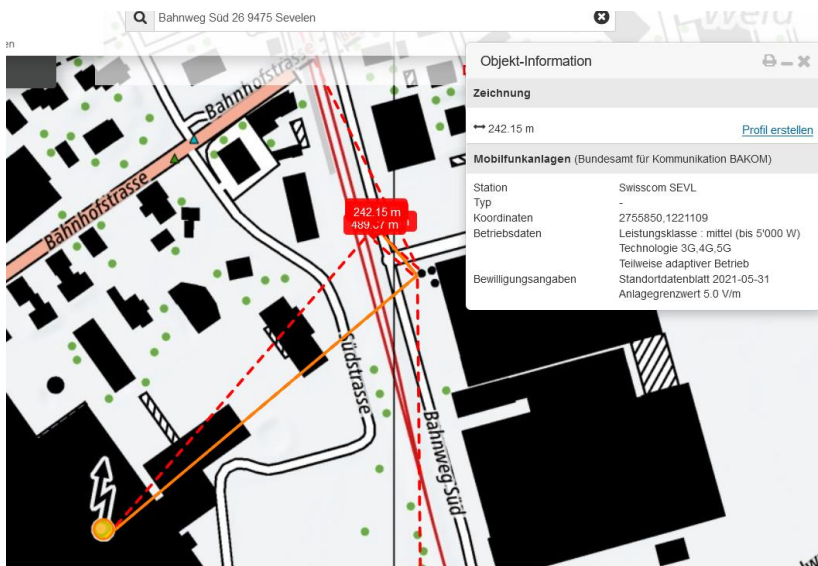 Bahnweg Süd 26 9475 Sevelen
en
Objekt-Information
Zeichnung
242.15 m
Profil erstellen
Mobilfunkanlagen (Bundesamt für Kommunikation BAKOM)
Station Swisscom SEVL
Typ -
Koordinaten 2755850,1221109
Betriebsdaten Leistungsklasse : mittel (bis 5'000 W)
Technologie 3G,4G,5G
Teilweise adaptiver Betrieb
Bewilligungsangaben Standortdatenblatt 2021-05-31
Anlagegrenzwert 5.0 V/m
Bahnhofstrasse
Bahnhofstrasse
242.15 m
Südstrasse
Bahnweg Süd